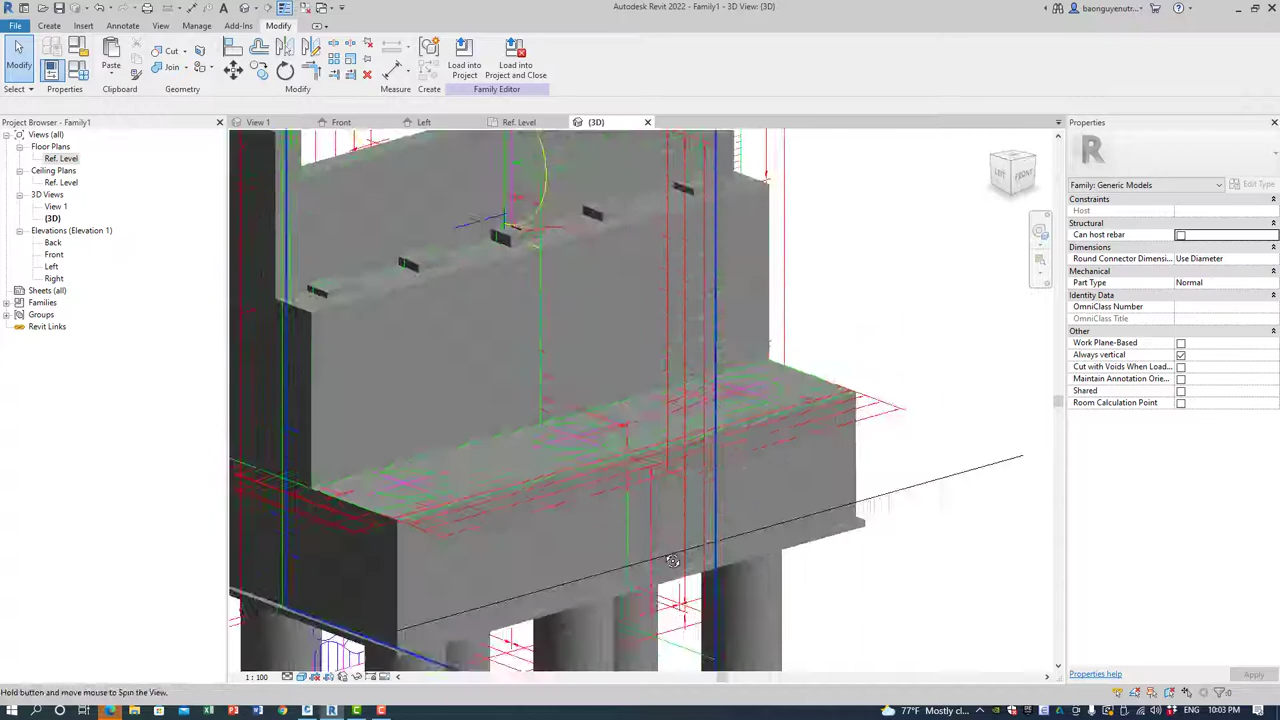 Autodesk Revit 2022 - Family1 - 3D View: {3D}
baonguyenutr...
File
Create
Insert
Annotate
View
Manage
Add-Ins
Modify
Modify
Paste
Cut
Join
Load into
Project
Load into
Project and Close
Select
Properties
Clipboard
Geometry
Modify
Measure
Create
Family Editor
Project Browser - Family1
View 1
Front
Left
Ref. Level
{3D}
Properties
Views (all)
Floor Plans
Ref. Level
Ceiling Plans
Ref. Level
3D Views
View 1
{3D}
Elevations (Elevation 1)
Back
Front
Left
Right
Sheets (all)
Families
Groups
Revit Links
LEFT
FRONT
Family: Generic Models
Edit Type
Constraints
Host
Structural
Can host rebar
Dimensions
Round Connector Dimensi...
Use Diameter
Mechanical
Part Type
Normal
Identity Data
OmniClass Number
OmniClass Title
Other
Work Plane-Based
Always vertical
Cut with Voids When Load...
Maintain Annotation Orie...
Shared
Room Calculation Point
Properties help
Apply
1 : 100
Hold button and move mouse to Spin the View.
:0
77°F Mostly cl...
ENG
10:03 PM